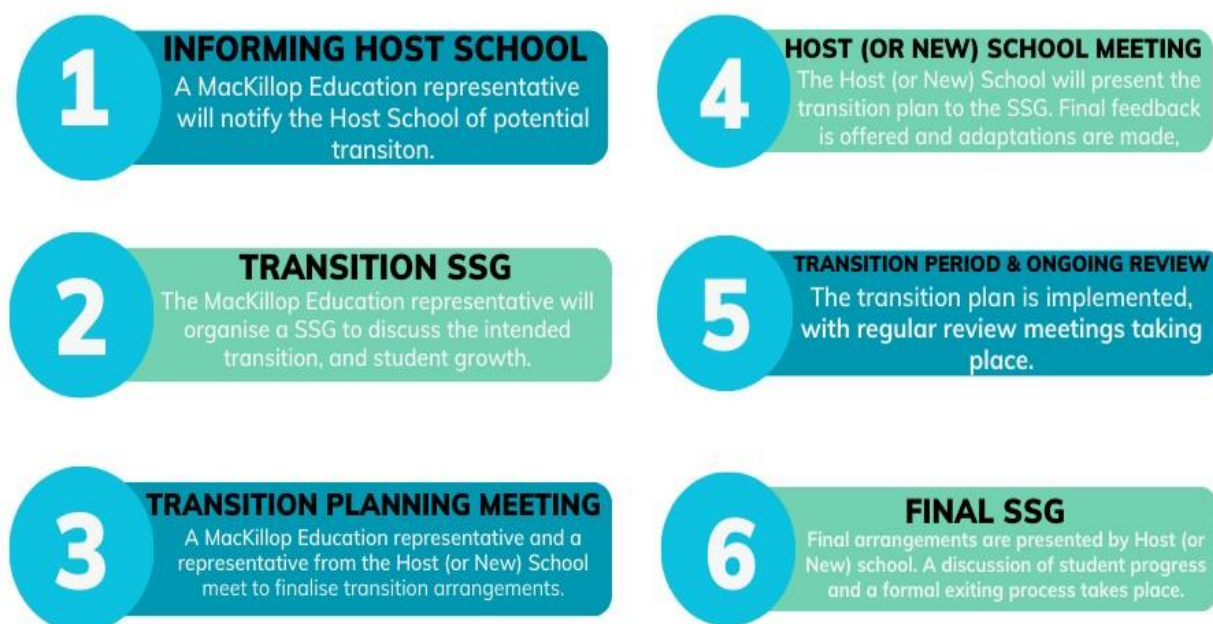 1
INFORMING HOST SCHOOL
A MacKillop Education representative
will notify the Host School of potential
transiton.
2
TRANSITION SSG
The MacKillop Education representative will
organise a SSG to discuss the intended
transition, and student growth.
3
TRANSITION PLANNING MEETING
A MacKillop Education representative and a
representative from the Host (or New) School
meet to finalise transition arrangements.
4
HOST (OR NEW) SCHOOL MEETING
The Host (or New) School will present the
transition plan to the SSG. Final feedback
is offered and adaptations are made,
5
TRANSITION PERIOD & ONGOING REVIEW
The transition plan is implemented,
with regular review meetings taking
place.
6
FINAL SSG
Final arrangements are presented by Host (or
New) school. A discussion of student progress
and a formal exiting process takes place.